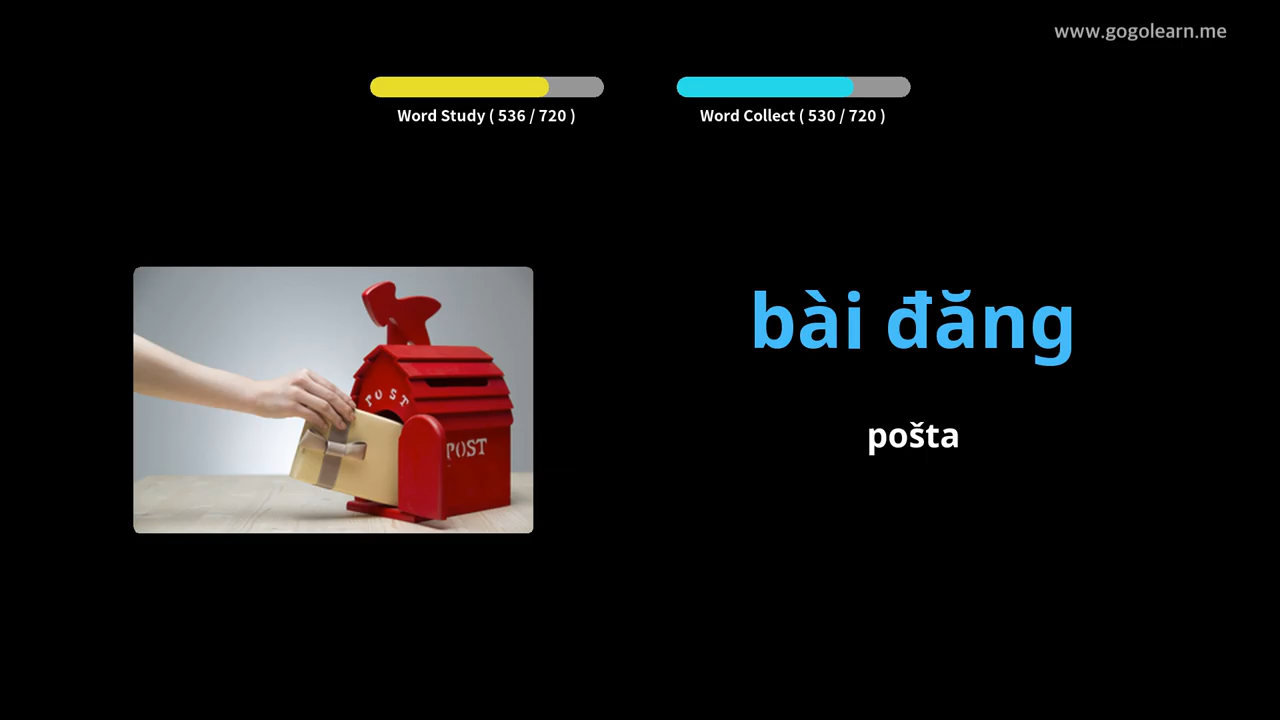 www.gogolearn.me
Word Study ( 536 / 720 )
Word Collect ( 530 / 720 )
bài đăng
POST
POST
pošta